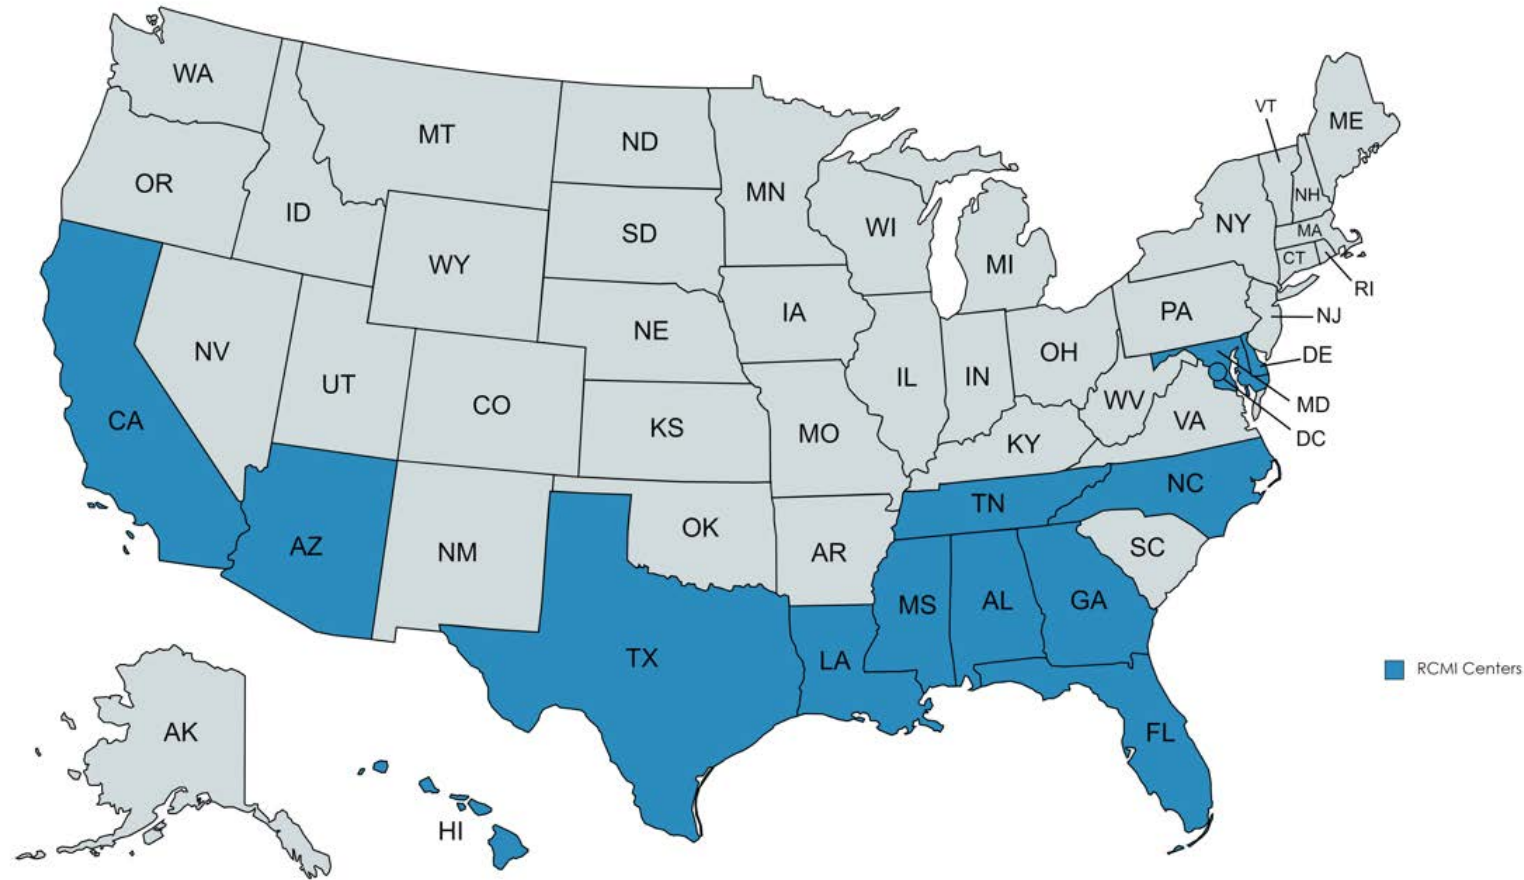 WA
VT
ME
MT
ND
OR
MN
NH
ID
WI
NY
MA
SD
CT
WY
MI
RI
IA
PA
NJ
NE
NV
OH
DE
UT
IL
IN
CO
WV
MD
CA
KS
MO
KY
VA
DC
NC
TN
OK
AZ
NM
AR
SC
MS
AL
GA
TX
LA
RCMI Centers
AK
FL
HI